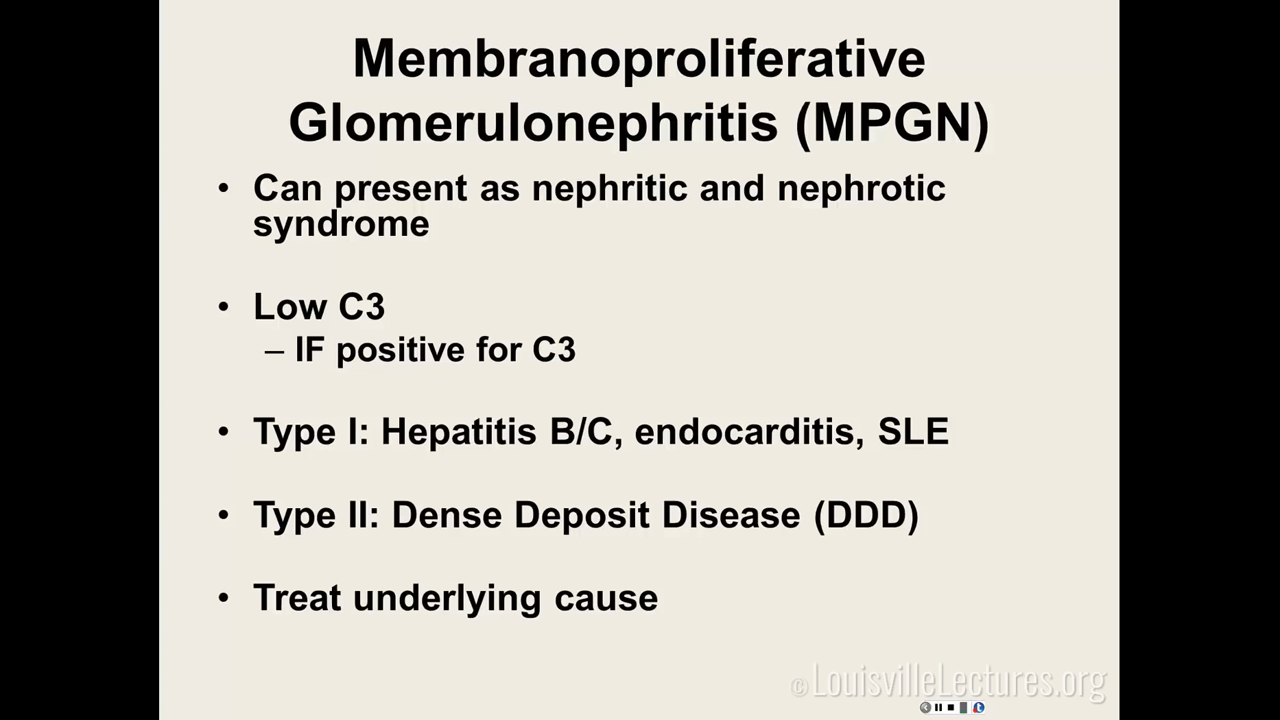 Membranoproliferative
Glomerulonephritis (MPGN)
• Can present as nephritic and nephrotic
syndrome
• Low C3
– IF positive for C3
• Type I: Hepatitis B/C, endocarditis, SLE
• Type II: Dense Deposit Disease (DDD)
• Treat underlying cause
©LouisvilleLectures.org